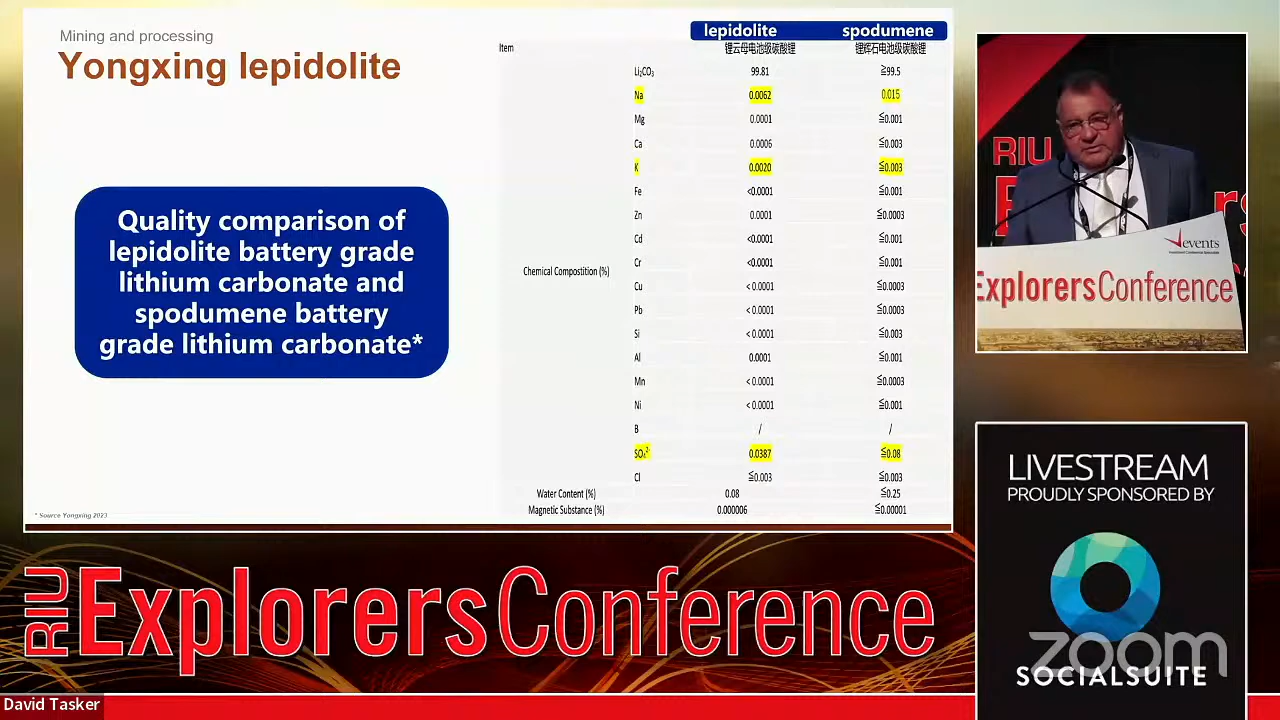 Mining and processing
Yongxing lepidolite
Quality comparison of
lepidolite battery grade
lithium carbonate and
spodumene battery
grade lithium carbonate*
* Source Yongxing 2023
lepidolite spodumene
Item 锂云母电池级碳酸锂 锂辉石电池级碳酸锂
Chemical Compostition (%)
Li₂CO₃ 99.81 ≧99.5
Na 0.0062 0.015
Mg 0.0001 ≦0.001
Ca 0.0006 ≦0.003
K 0.0020 ≦0.003
Fe <0.0001 ≦0.001
Zn 0.0001 ≦0.0003
Cd <0.0001 ≦0.001
Cr <0.0001 ≦0.001
Cu < 0.0001 ≦0.0003
Pb < 0.0001 ≦0.0003
Si < 0.0001 ≦0.003
Al 0.0001 ≦0.001
Mn < 0.0001 ≦0.0003
Ni < 0.0001 ≦0.001
B / /
SO₄²⁻ 0.0387 ≦0.08
Cl ≦0.003 ≦0.003
Water Content (%) 0.08 ≦0.25
Magnetic Substance (%) 0.000006 ≦0.00001
RIU
events
ExplorersConference
LIVESTREAM
PROUDLY SPONSORED BY
zoom
SOCIALSUITE
RIU ExplorersConference
David Tasker